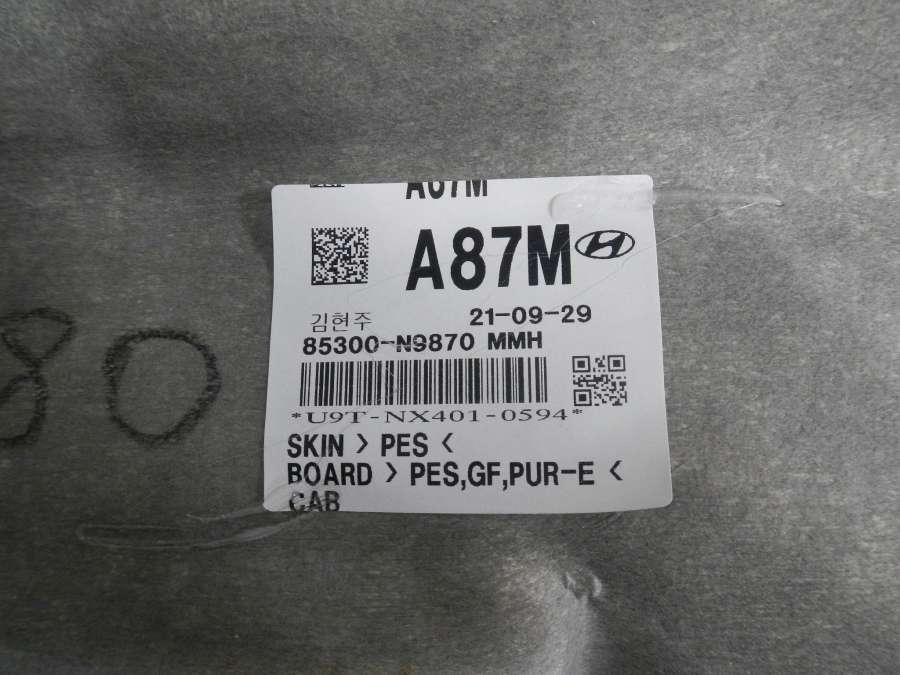 A87M
A87M
김현주 21-09-29
85300-N9870 MMH
*U9T-NX401-0594*
SKIN > PES <
BOARD > PES,GF,PUR-E <
CAB
80